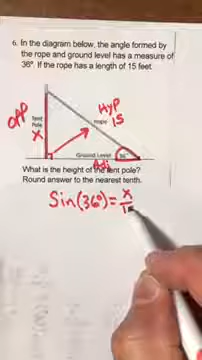 6. In the diagram below, the angle formed by
the rope and ground level has a measure of
36°. If the rope has a length of 15 feet.
OPP
HYP
Tent
Pole
Rope
15
X
Ground Level
36°
Adj
What is the height of the tent pole?
Round answer to the nearest tenth.
Sin(36°)=x/15